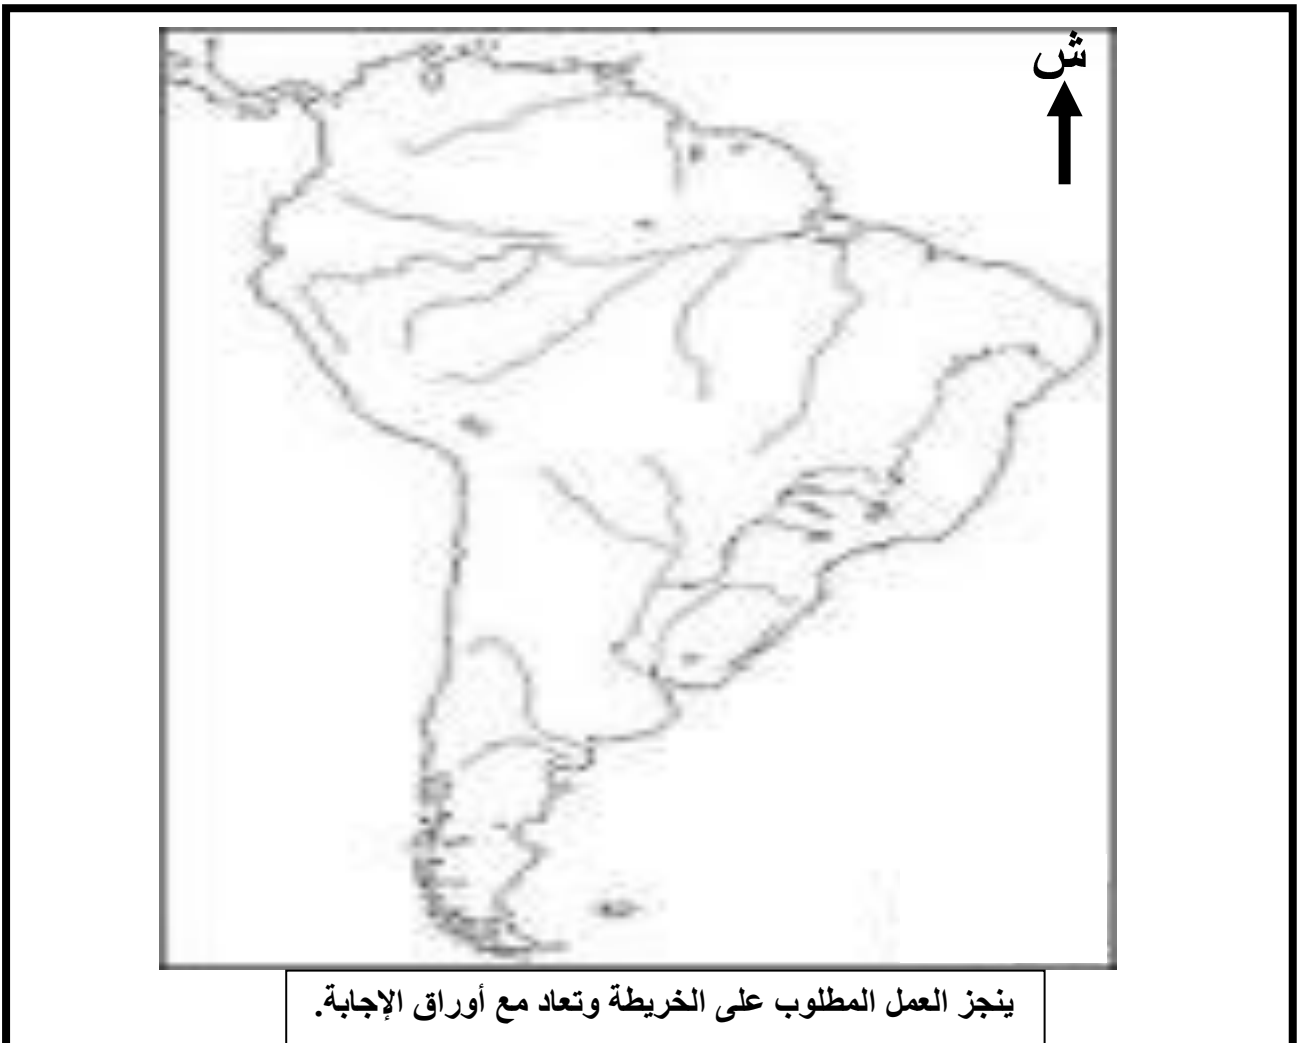 ش
ينجز العمل المطلوب على الخريطة وتعاد مع أوراق الإجابة.